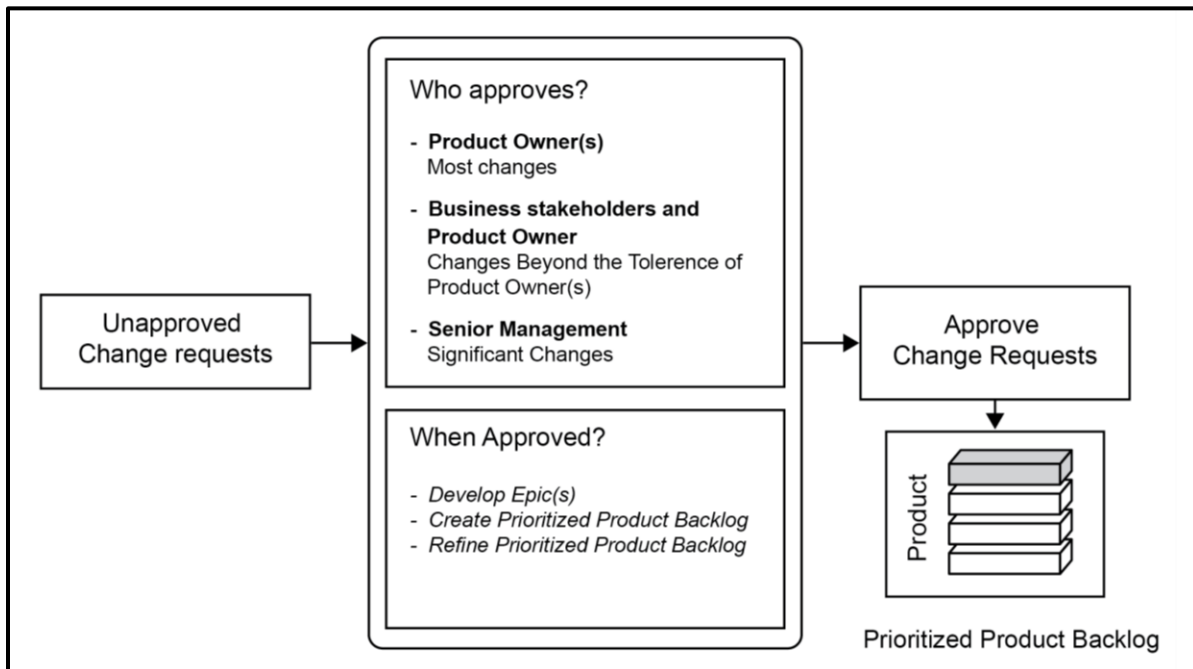 Unapproved
Change requests
Who approves?
- Product Owner(s)
Most changes
- Business stakeholders and
Product Owner
Changes Beyond the Tolerence of
Product Owner(s)
- Senior Management
Significant Changes
When Approved?
- Develop Epic(s)
- Create Prioritized Product Backlog
- Refine Prioritized Product Backlog
Approve
Change Requests
Product
Prioritized Product Backlog